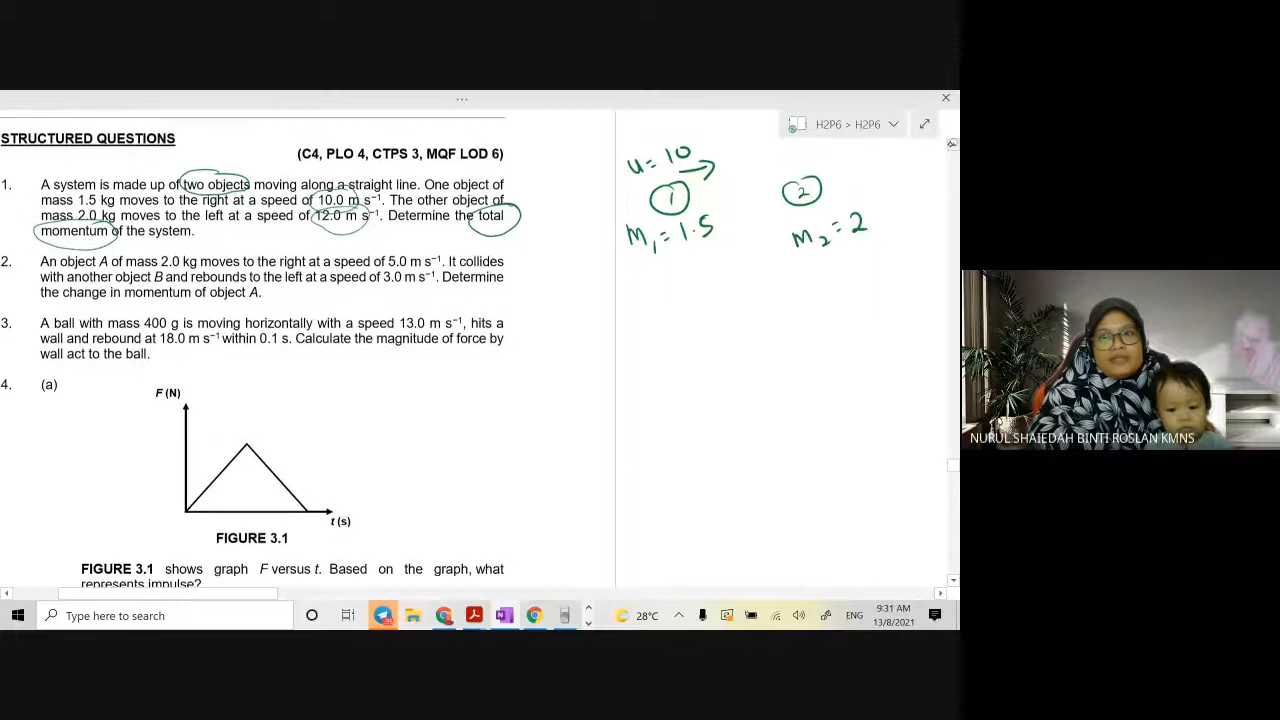 H2P6 > H2P6
STRUCTURED QUESTIONS
(C4, PLO 4, CTPS 3, MQF LOD 6)
1. A system is made up of two objects moving along a straight line. One object of
mass 1.5 kg moves to the right at a speed of 10.0 m s⁻¹. The other object of
mass 2.0 kg moves to the left at a speed of 12.0 m s⁻¹. Determine the total
momentum of the system.
2. An object A of mass 2.0 kg moves to the right at a speed of 5.0 m s⁻¹. It collides
with another object B and rebounds to the left at a speed of 3.0 m s⁻¹. Determine
the change in momentum of object A.
3. A ball with mass 400 g is moving horizontally with a speed 13.0 m s⁻¹, hits a
wall and rebound at 18.0 m s⁻¹ within 0.1 s. Calculate the magnitude of force by
wall act to the ball.
4. (a)
F (N)
t (s)
FIGURE 3.1
FIGURE 3.1 shows graph F versus t. Based on the graph, what
represents impulse?
u = 10
1
2
m₁ = 1.5
m₂ = 2
NURUL SHAIEDAH BINTI ROSLAN KMNS
Type here to search
28°C
ENG
9:31 AM
13/8/2021